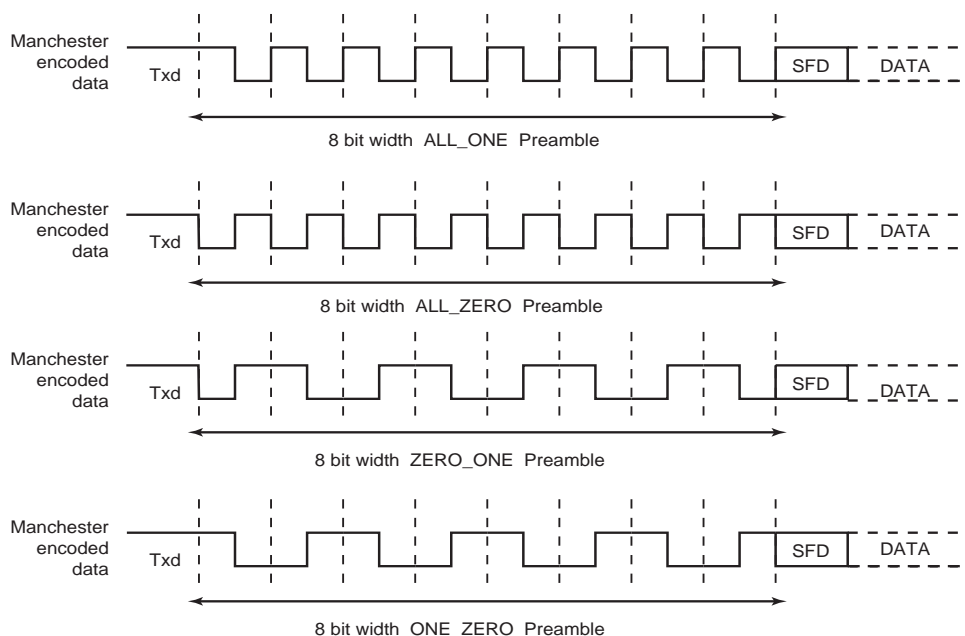 Manchester
encoded
data
Txd
SFD
DATA
8 bit width ALL_ONE Preamble
Manchester
encoded
data
Txd
SFD
DATA
8 bit width ALL_ZERO Preamble
Manchester
encoded
data
Txd
SFD
DATA
8 bit width ZERO_ONE Preamble
Manchester
encoded
data
Txd
SFD
DATA
8 bit width ONE_ZERO Preamble